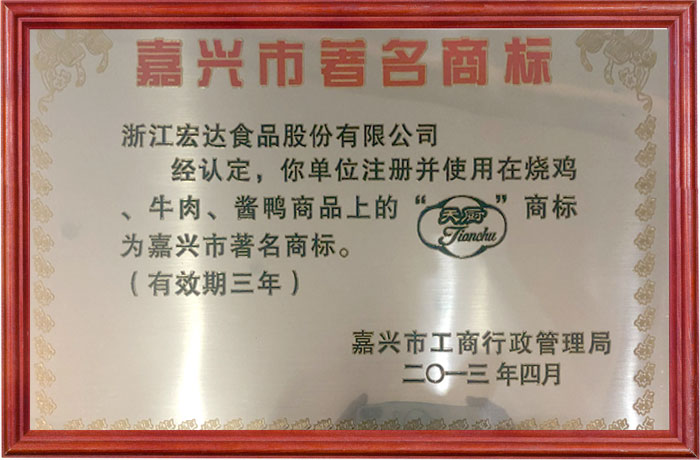 嘉兴市著名商标
浙江宏达食品股份有限公司
经认定，你单位注册并使用在烧鸡
、牛肉、酱鸭商品上的“天厨 Tianchu”商标
为嘉兴市著名商标。
（有效期三年）
嘉兴市工商行政管理局
二〇一三年四月